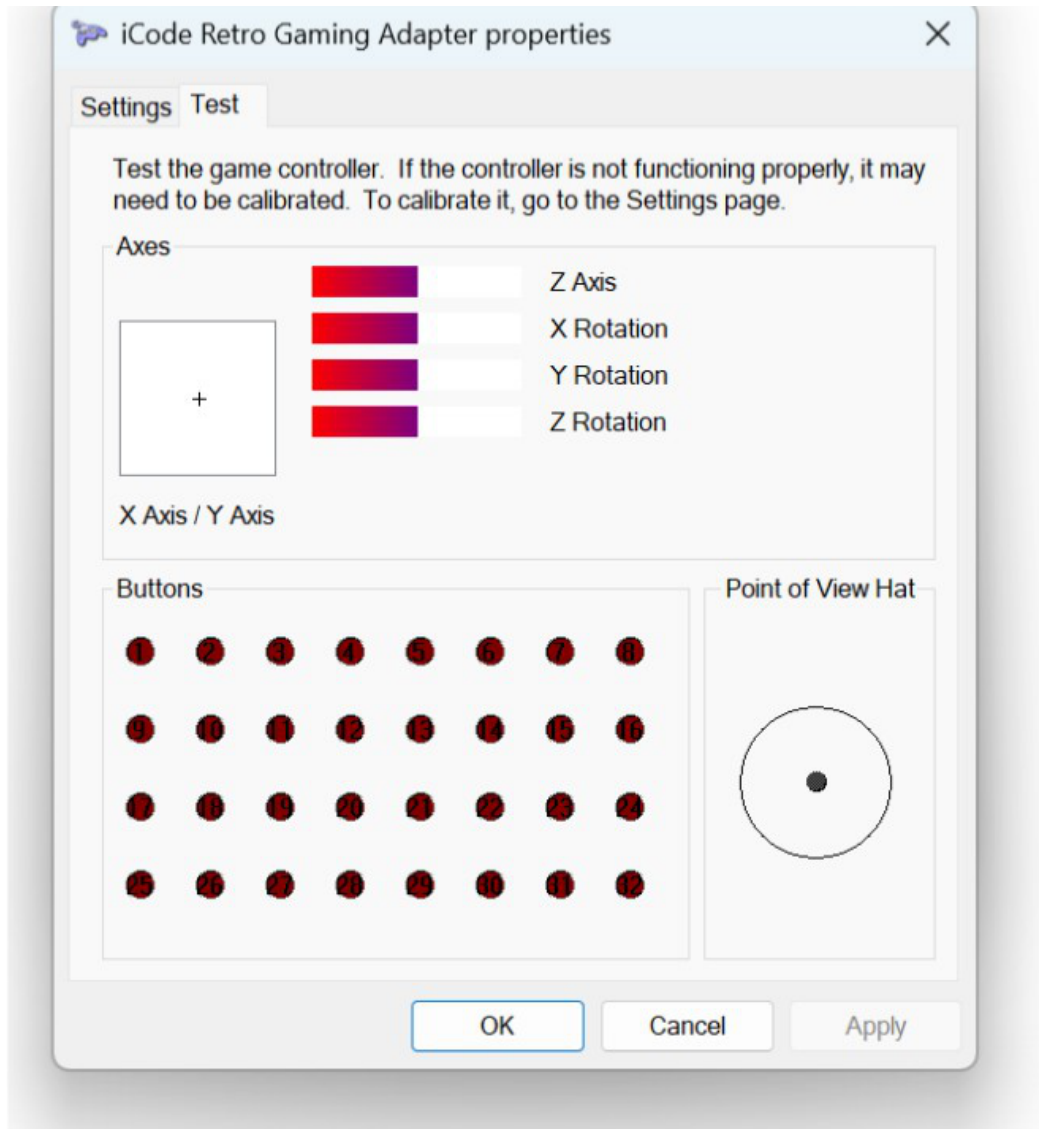 iCode Retro Gaming Adapter properties
Settings Test
Test the game controller. If the controller is not functioning properly, it may
need to be calibrated. To calibrate it, go to the Settings page.
Axes
Z Axis
X Rotation
Y Rotation
Z Rotation
X Axis / Y Axis
Buttons
1 2 3 4 5 6 7 8
9 10 11 12 13 14 15 16
17 18 19 20 21 22 23 24
25 26 27 28 29 30 31 32
Point of View Hat
OK Cancel Apply